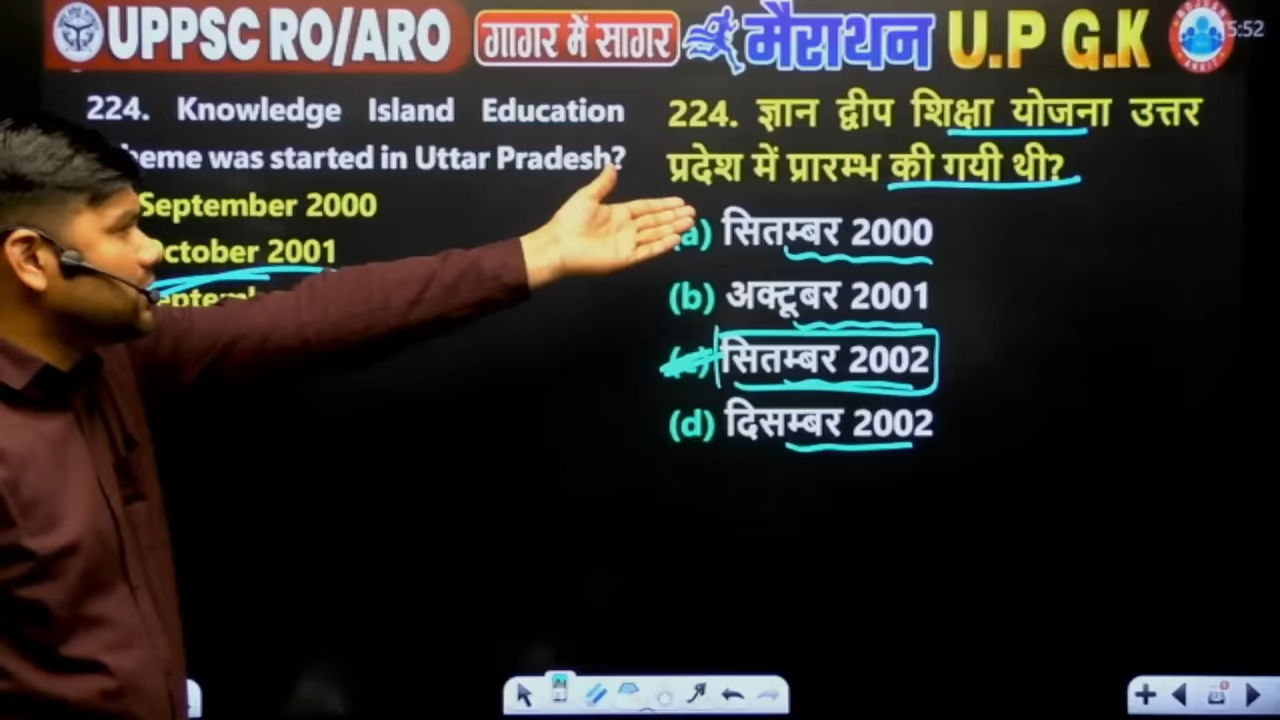 UPPSC RO/ARO गागर में सागर मैराथन U.P G.K
5:52
224. Knowledge Island Education
heme was started in Uttar Pradesh?
September 2000
ctober 2001
224. ज्ञान द्वीप शिक्षा योजना उत्तर
प्रदेश में प्रारम्भ की गयी थी?
(a) सितम्बर 2000
(b) अक्टूबर 2001
(c) सितम्बर 2002
(d) दिसम्बर 2002